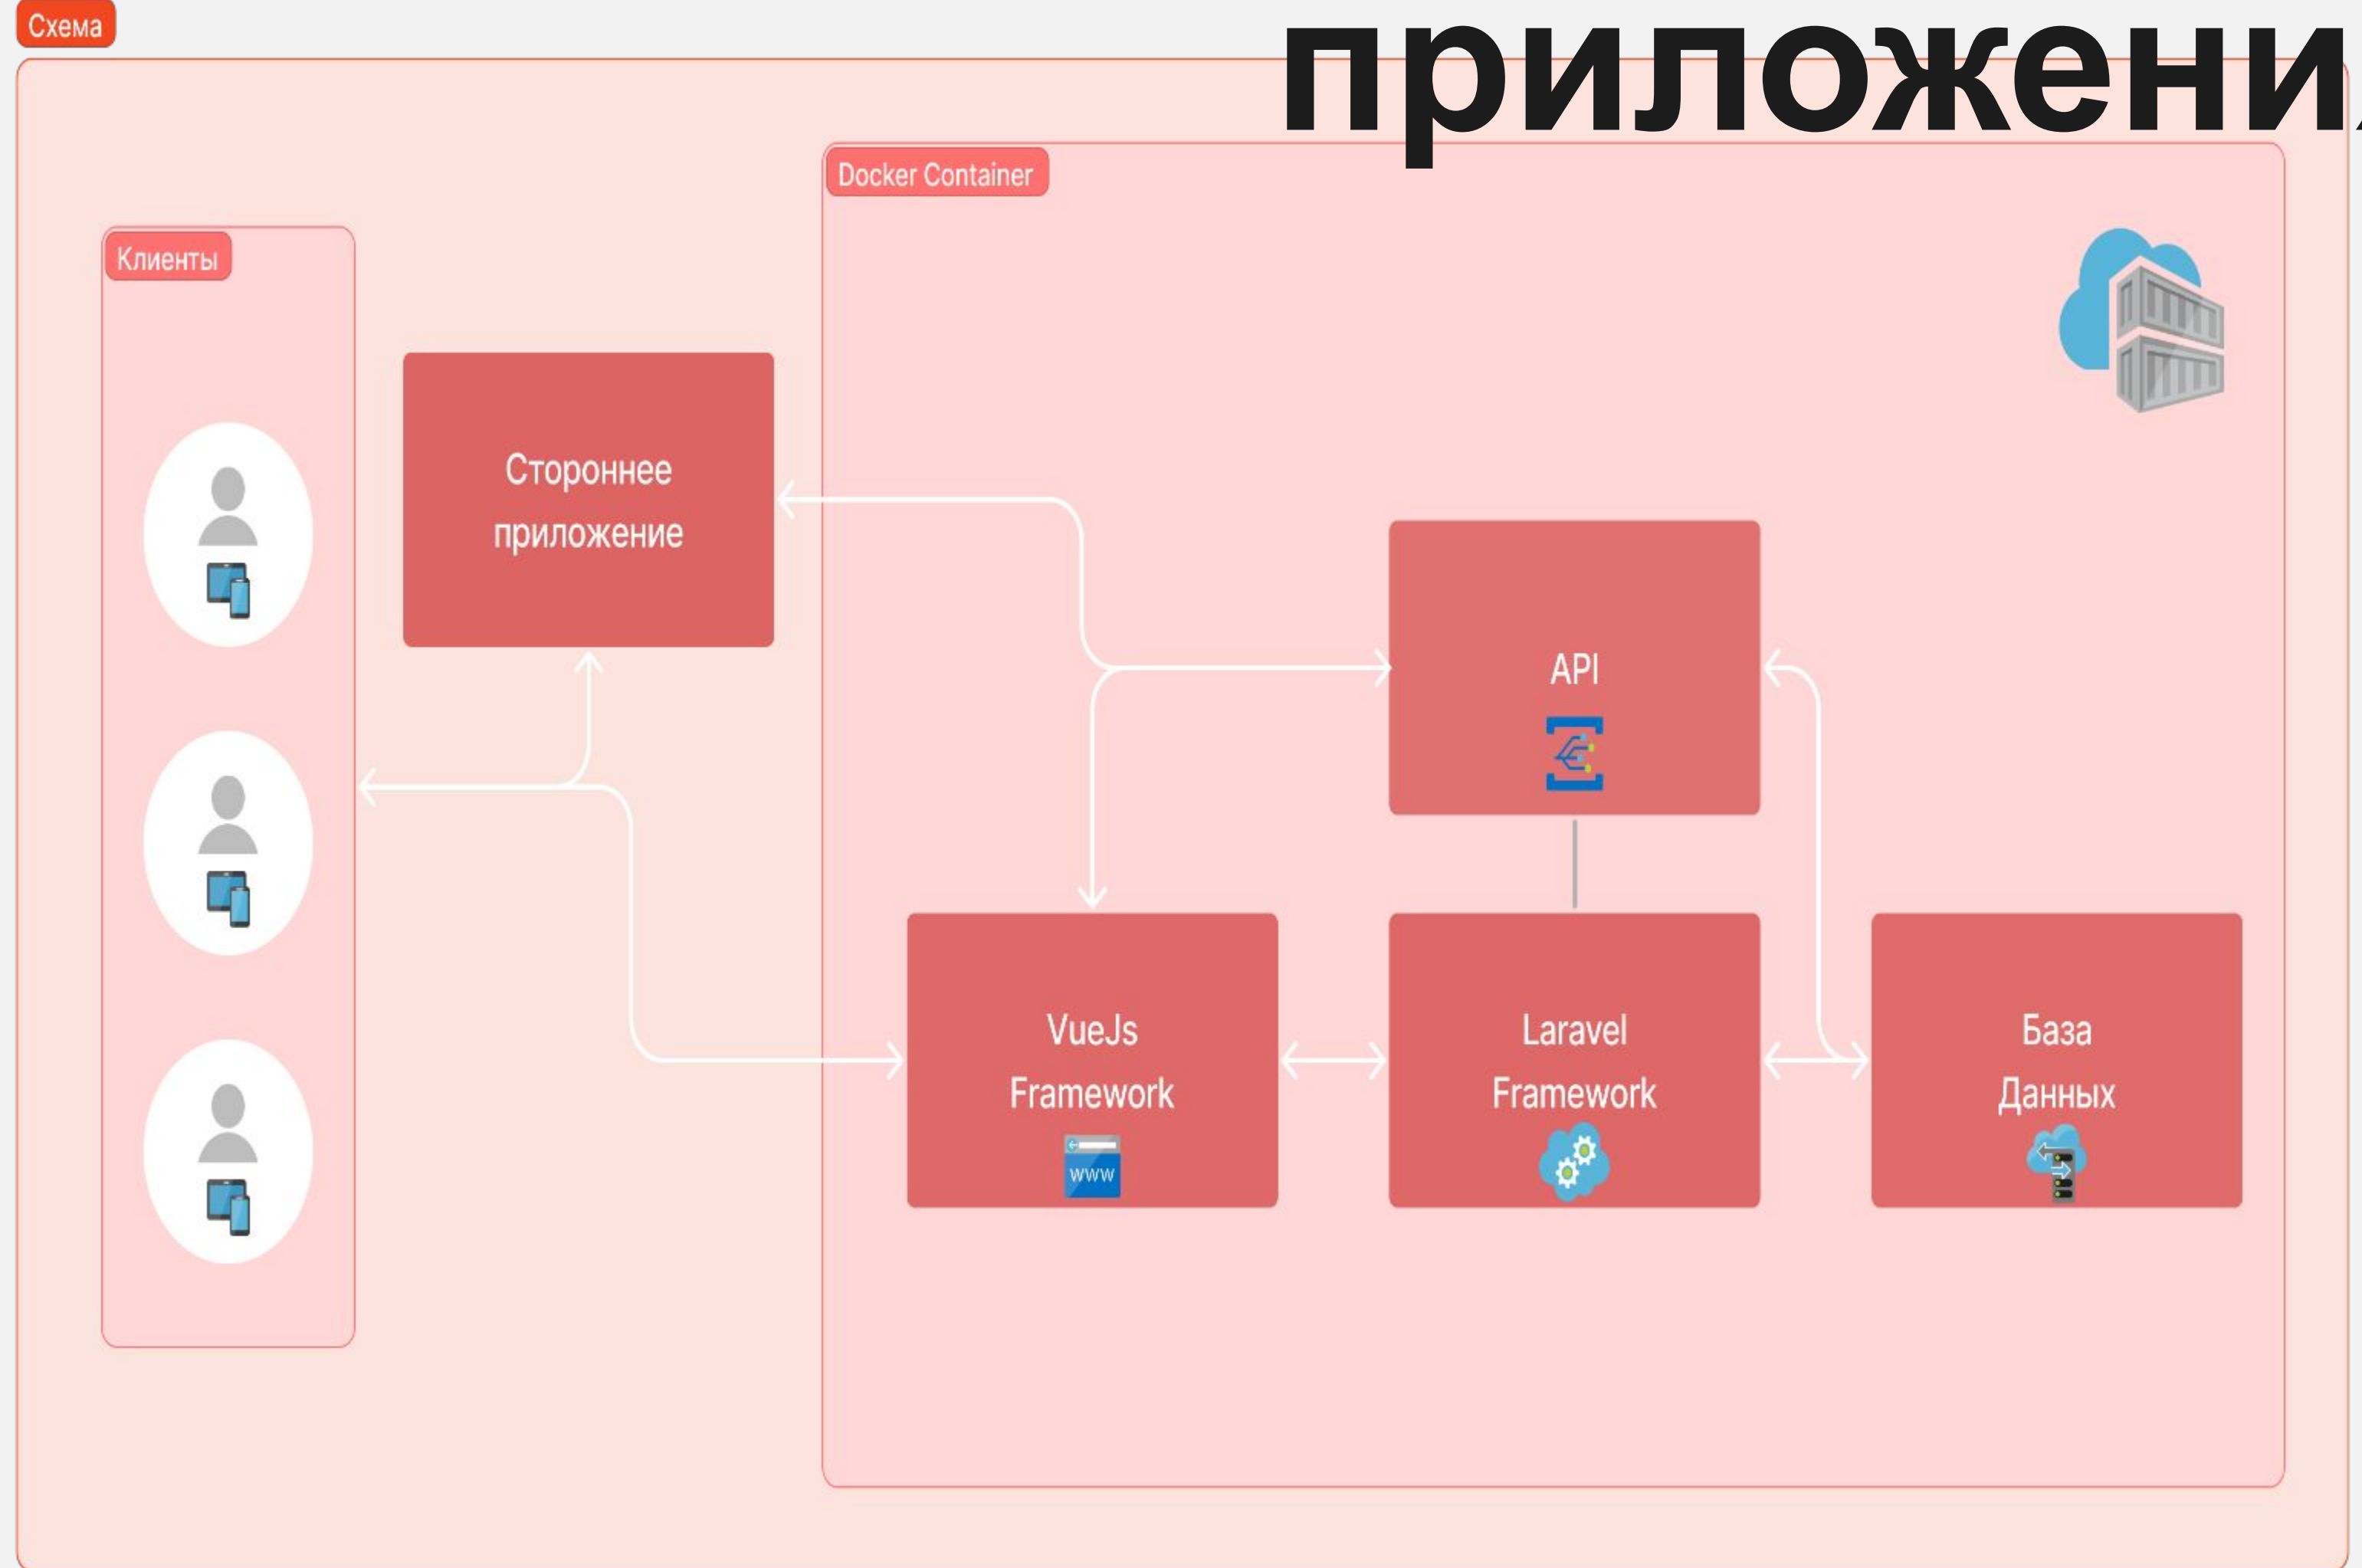 Схема
приложени
Docker Container
Клиенты
Стороннее
приложение
API
VueJs
Framework
www
Laravel
Framework
База
Данных